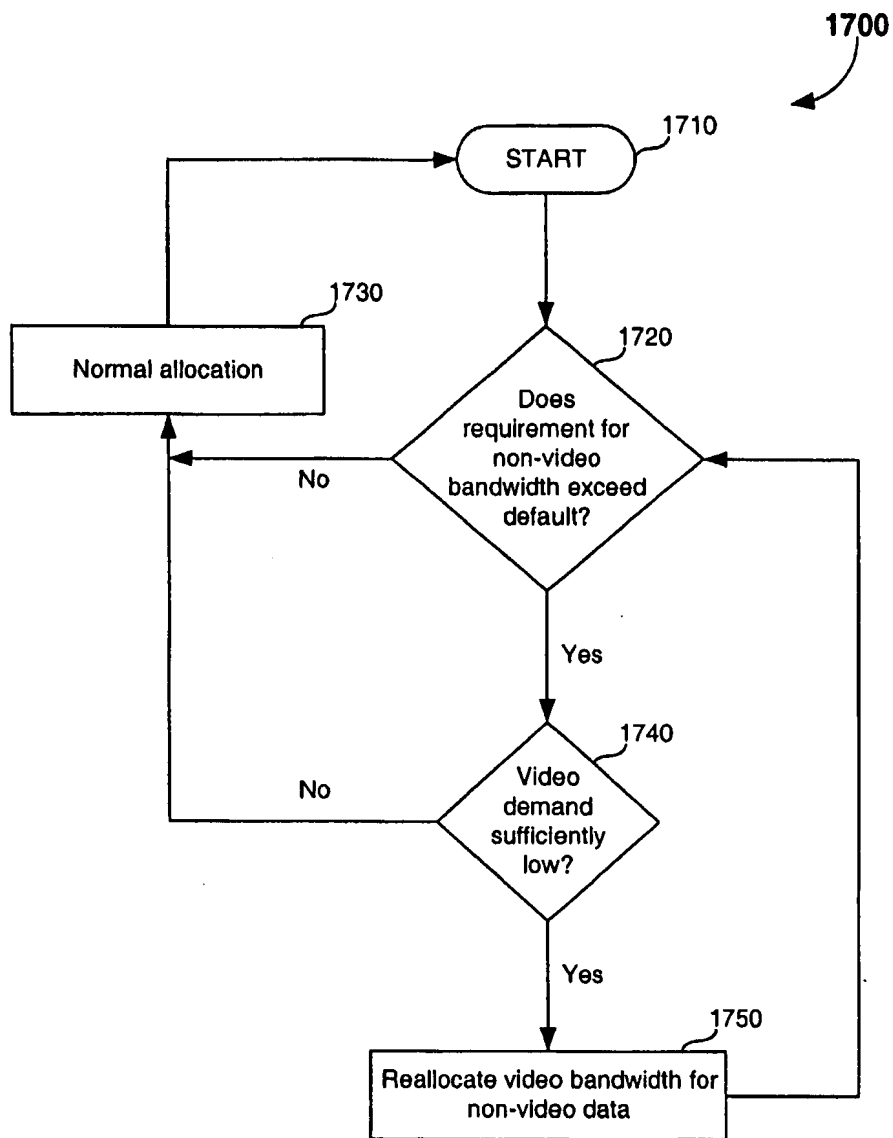 1700
1710
START
1730
Normal allocation
1720
Does
requirement for
non-video
bandwidth exceed
default?
No
Yes
1740
Video
demand
sufficiently
low?
No
Yes
1750
Reallocate video bandwidth for
non-video data